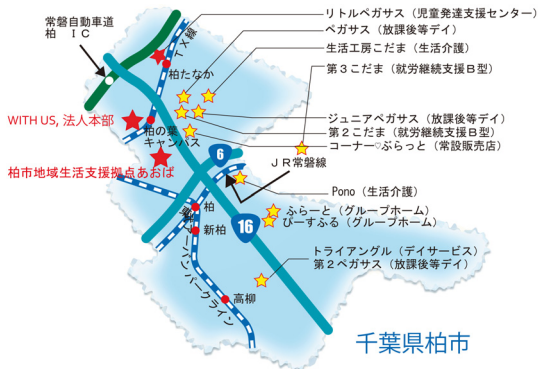 常磐自動車道
柏 IC
TX線
リトルペガサス（児童発達支援センター）
ペガサス（放課後等デイ）
生活工房こだま（生活介護）
柏たなか
第3こだま（就労継続支援B型）
WITH US, 法人本部
柏の葉
キャンパス
ジュニアペガサス（放課後等デイ）
第2こだま（就労継続支援B型）
コーナー♡ぶらっと（常設販売店）
6
JR常磐線
柏市地域生活支援拠点あおば
Pono（生活介護）
柏
ふらーと（グループホーム）
びーすふる（グループホーム）
16
新柏
アーバンパークライン
トライアングル（デイサービス）
第2ペガサス（放課後等デイ）
高柳
千葉県柏市